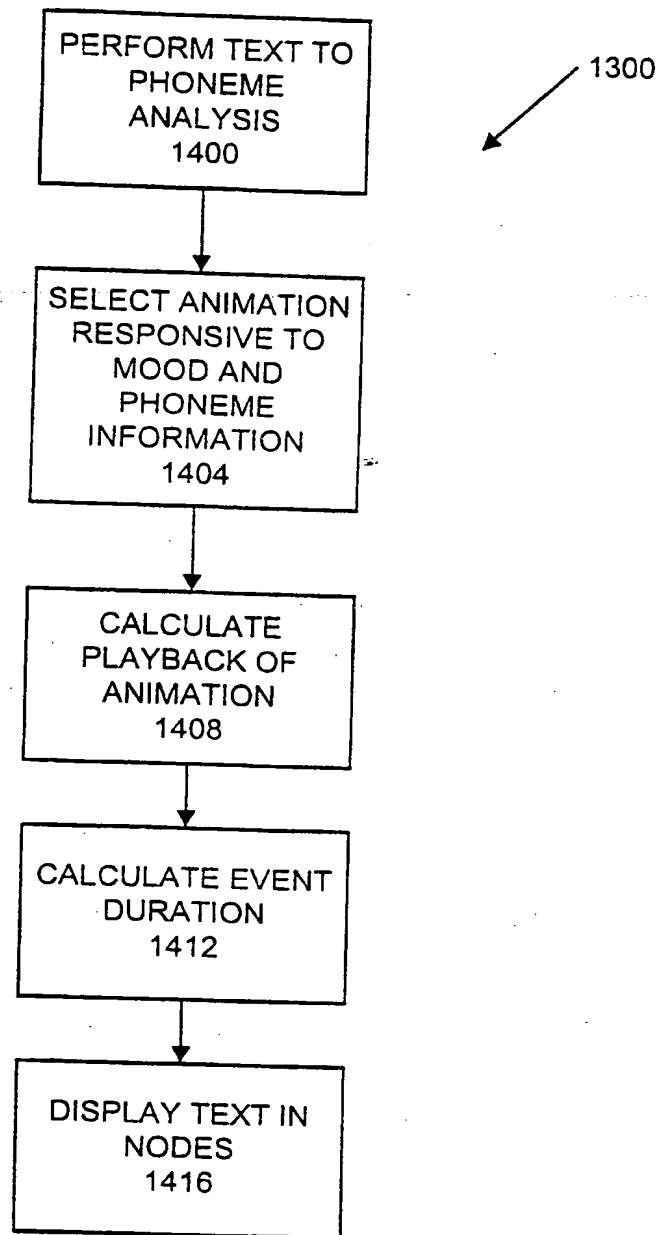 PERFORM TEXT TO
PHONEME
ANALYSIS
1400
1300
SELECT ANIMATION
RESPONSIVE TO
MOOD AND
PHONEME
INFORMATION
1404
CALCULATE
PLAYBACK OF
ANIMATION
1408
CALCULATE EVENT
DURATION
1412
DISPLAY TEXT IN
NODES
1416